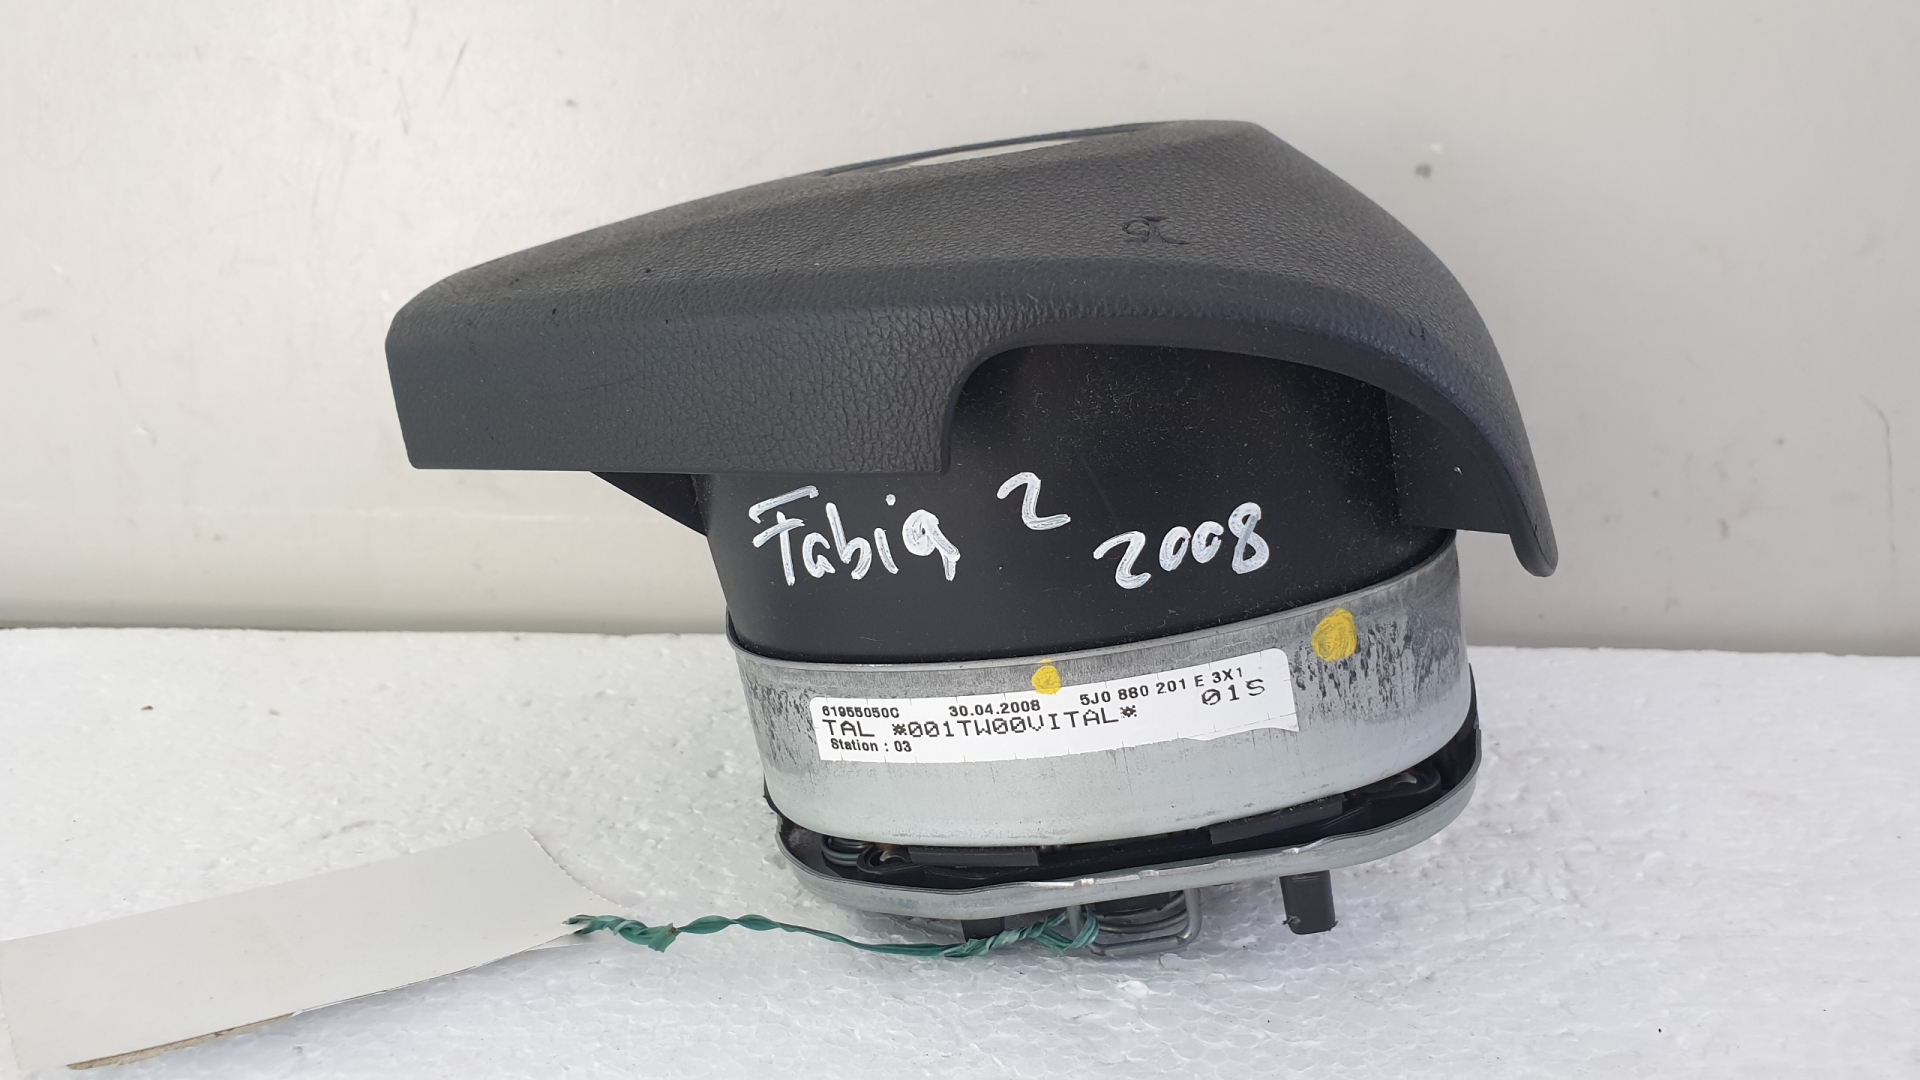 Fabia 2
2008
61955050C 30.04.2008 5J0 880 201 E 3X1
TAL *001TW00VITAL* 01S
Station : 03